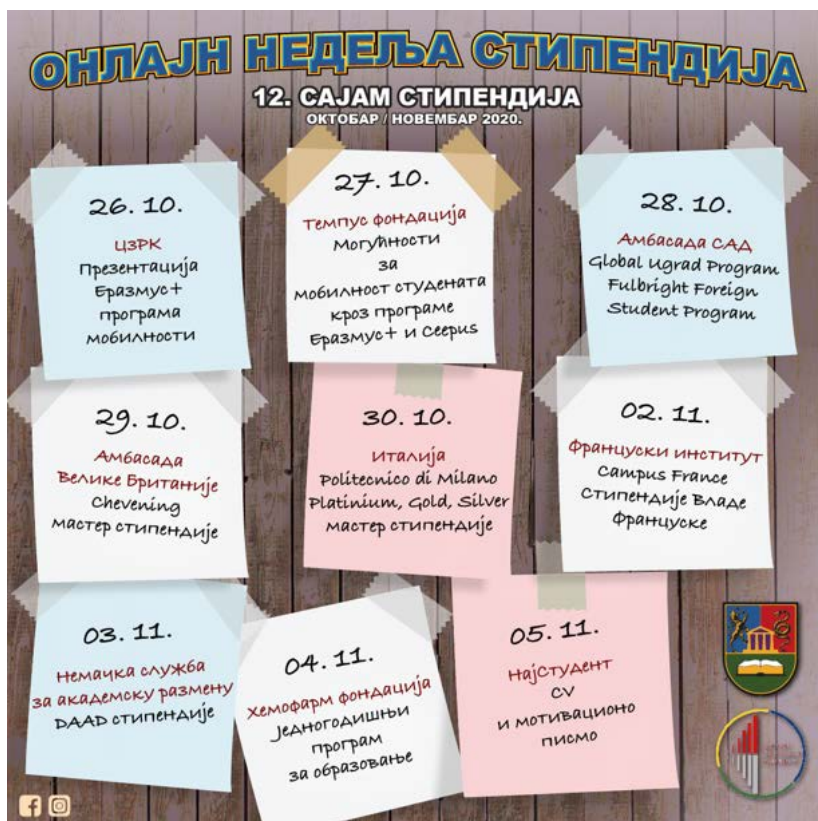 ОНЛАЈН НЕДЕЉА СТИПЕНДИЈА
12. САЈАМ СТИПЕНДИЈА
ОКТОБАР / НОВЕМБАР 2020.
26. 10.
ЦЗРК
Презентација
Еразмус+
програма
мобилности
27. 10.
Темпус фондација
Могућности
за
мобилност студената
кроз програме
Еразмус+ и Ceepus
28. 10.
Амбасада САД
Global Ugrad Program
Fulbright Foreign
Student Program
29. 10.
Амбасада
Велике Британије
Chevening
мастер стипендије
30. 10.
Италија
Politecnico di Milano
Platinium, Gold, Silver
мастер стипендије
02. 11.
Француски институт
Campus France
Стипендије Владе
Француске
03. 11.
Немачка служба
за академску размену
DAAD стипендије
04. 11.
Хемофарм фондација
Једногодишњи
програм
за образовање
05. 11.
НајСтудент
CV
и мотивационо
писмо